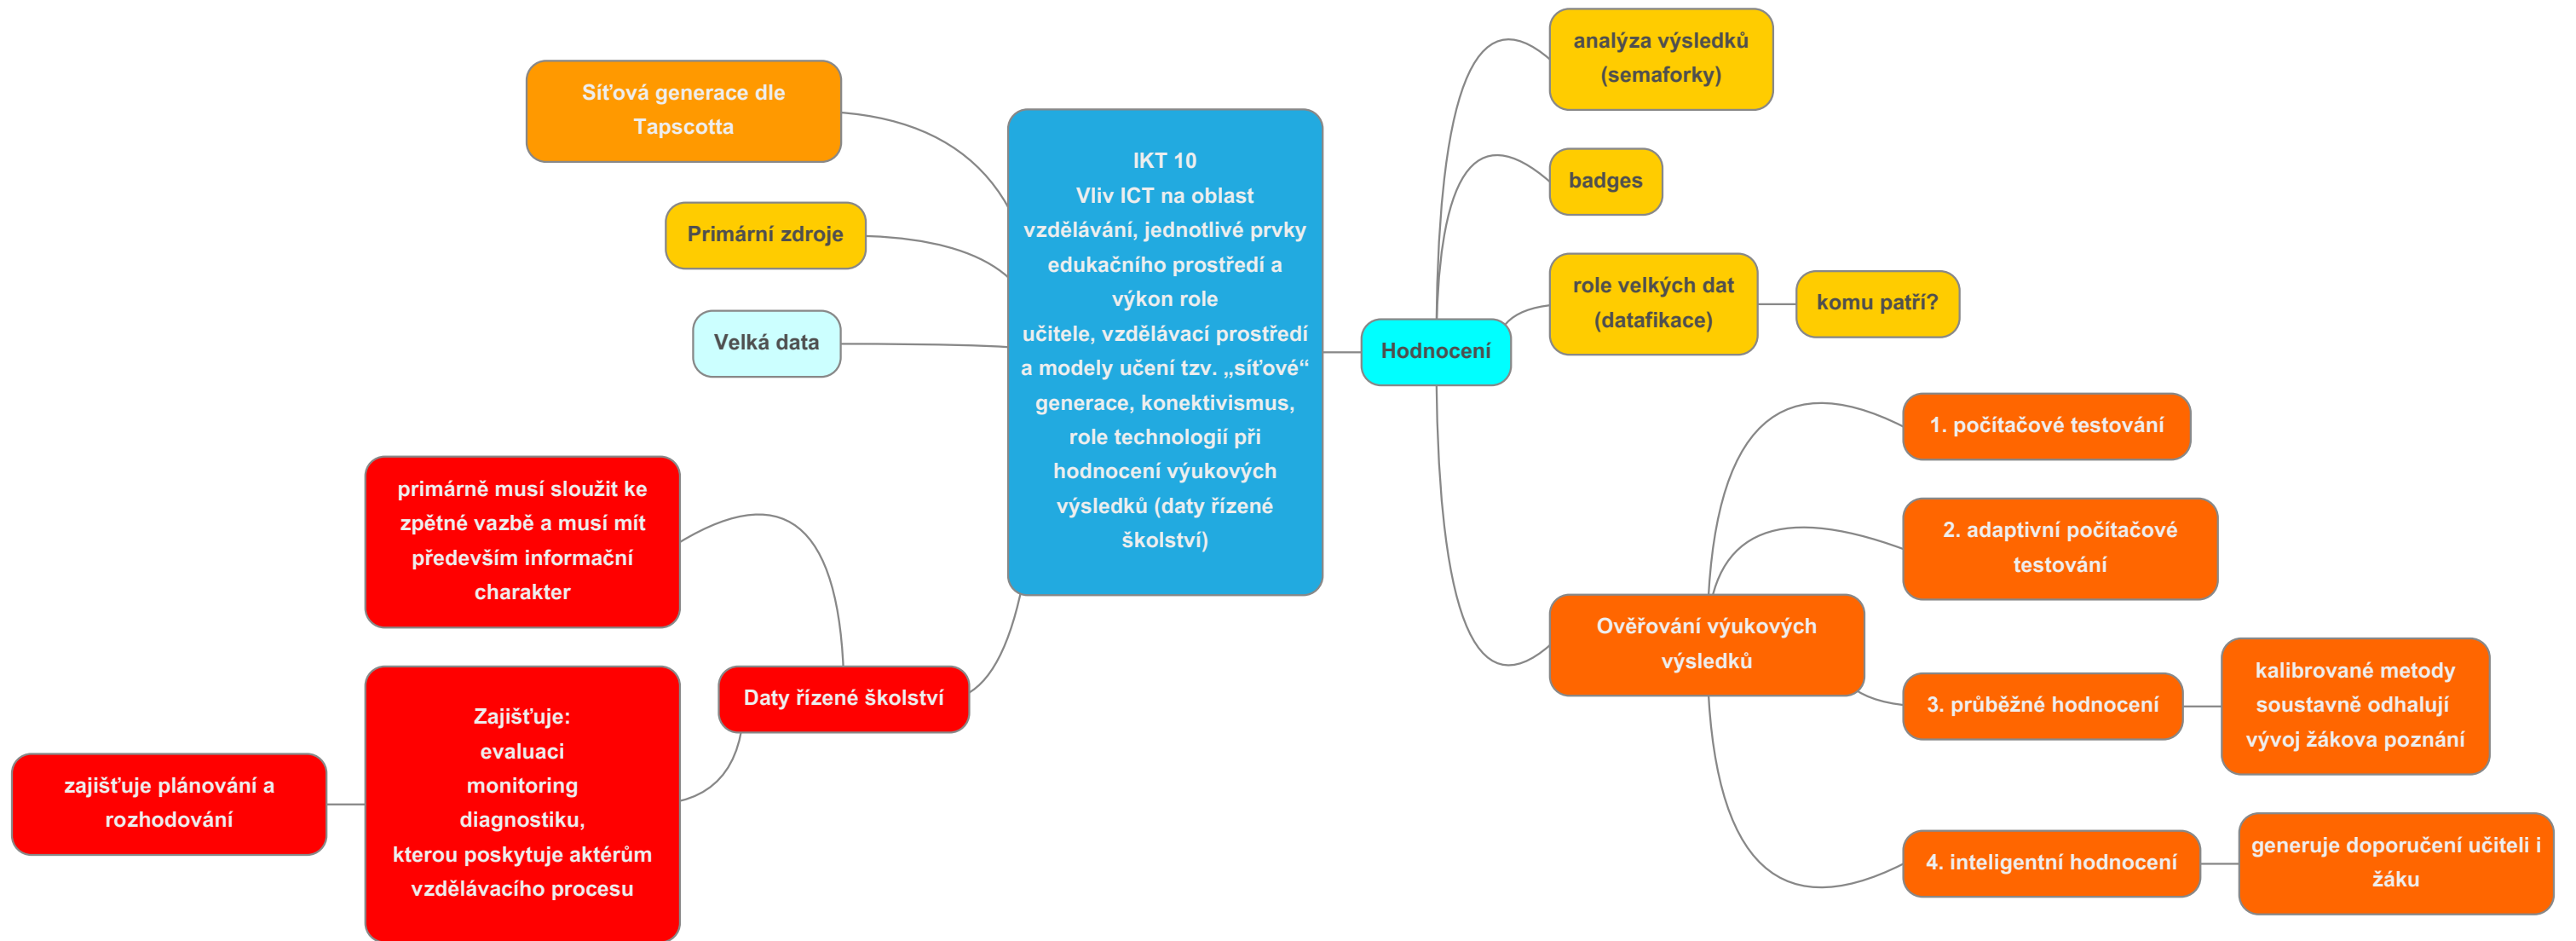 IKT 10
Vliv ICT na oblast
vzdělávání, jednotlivé prvky
edukačního prostředí a
výkon role
učitele, vzdělávací prostředí
a modely učení tzv. „síťové“
generace, konektivismus,
role technologií při
hodnocení výukových
výsledků (daty řízené
školství)
Síťová generace dle
Tapscotta
Primární zdroje
Velká data
Daty řízené školství
primárně musí sloužit ke
zpětné vazbě a musí mít
především informační
charakter
Zajišťuje:
evaluaci
monitoring
diagnostiku,
kterou poskytuje aktérům
vzdělávacího procesu
zajišťuje plánování a
rozhodování
Hodnocení
analýza výsledků
(semaforky)
badges
role velkých dat
(datafikace)
komu patří?
Ověřování výukových
výsledků
1. počítačové testování
2. adaptivní počítačové
testování
3. průběžné hodnocení
kalibrované metody
soustavně odhalují
vývoj žákova poznání
4. inteligentní hodnocení
generuje doporučení učiteli i
žáku